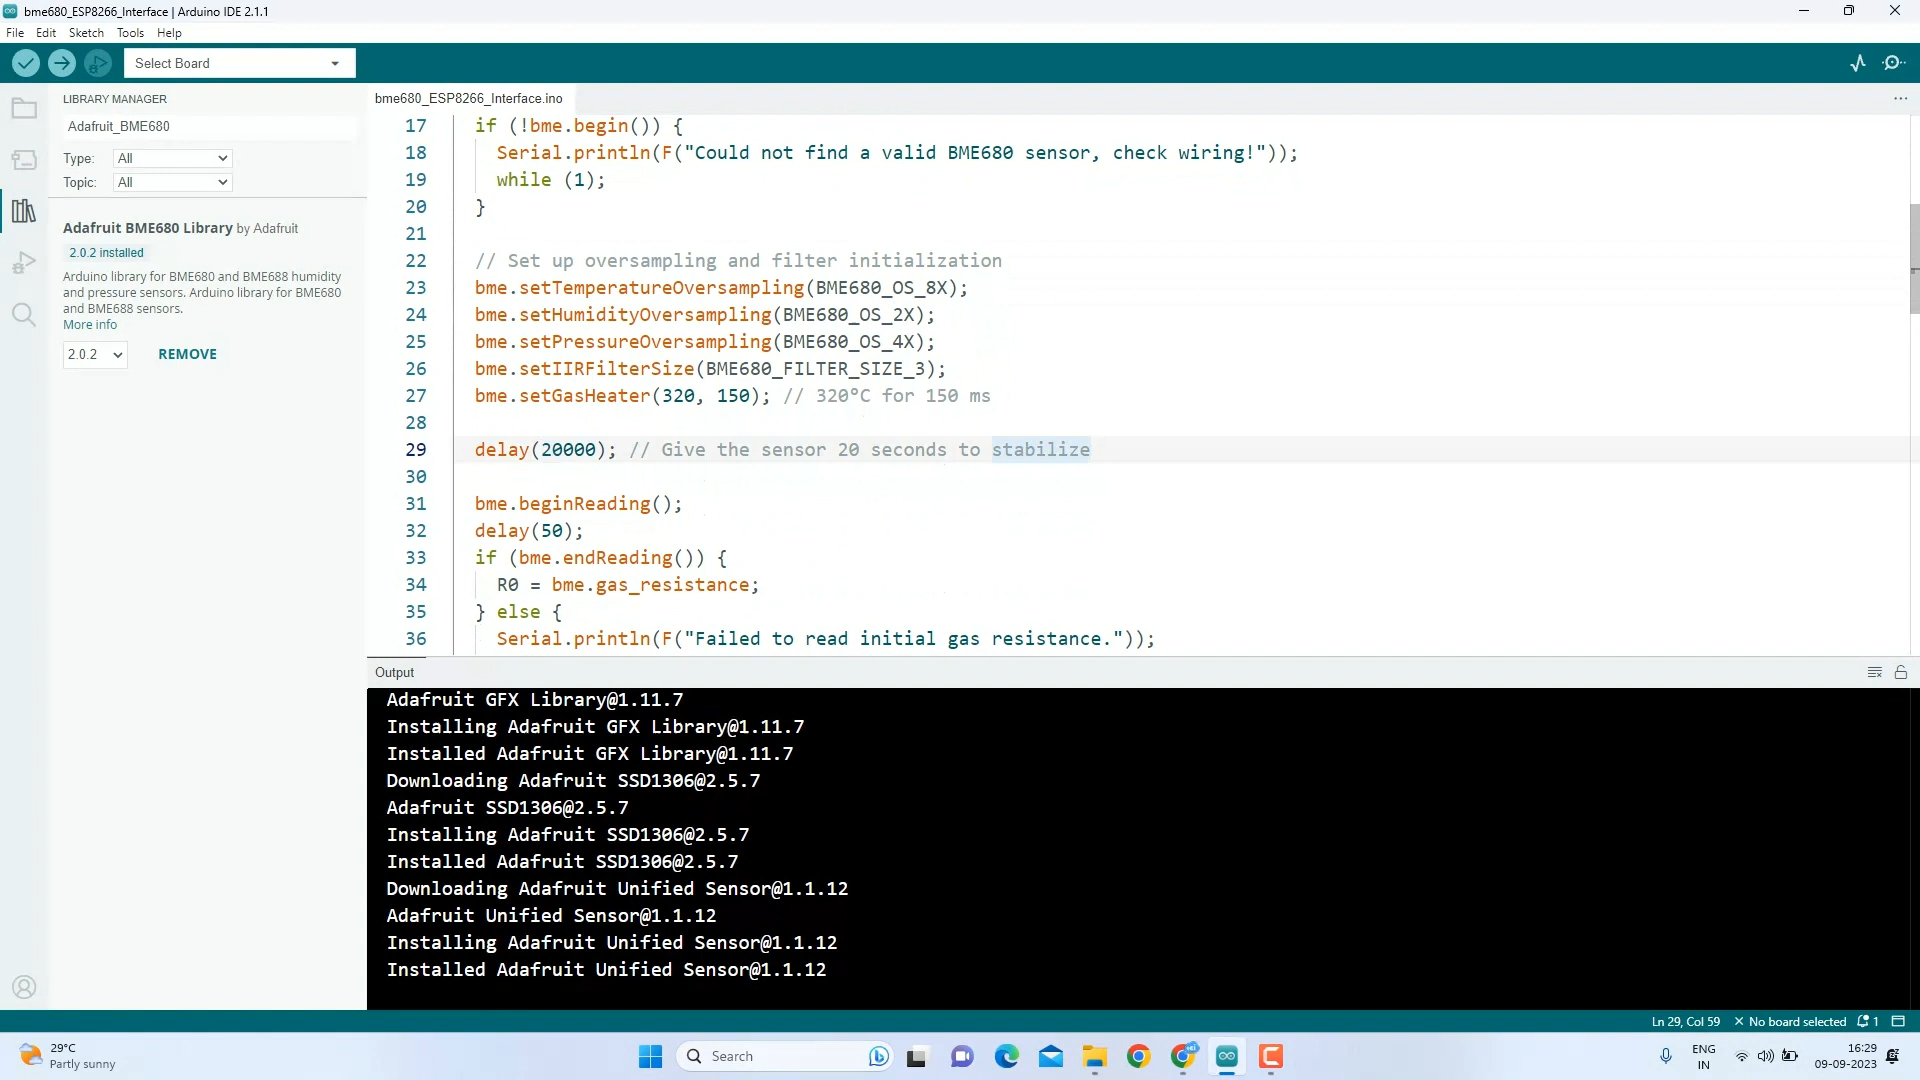 bme680_ESP8266_Interface | Arduino IDE 2.1.1
File Edit Sketch Tools Help
Select Board
LIBRARY MANAGER
Adafruit_BME680
Type: All
Topic: All
Adafruit BME680 Library by Adafruit
2.0.2 installed
Arduino library for BME680 and BME688 humidity
and pressure sensors. Arduino library for BME680
and BME688 sensors.
More info
2.0.2 REMOVE
bme680_ESP8266_Interface.ino
17 if (!bme.begin()) {
18 Serial.println(F("Could not find a valid BME680 sensor, check wiring!"));
19 while (1);
20 }
21
22 // Set up oversampling and filter initialization
23 bme.setTemperatureOversampling(BME680_OS_8X);
24 bme.setHumidityOversampling(BME680_OS_2X);
25 bme.setPressureOversampling(BME680_OS_4X);
26 bme.setIIRFilterSize(BME680_FILTER_SIZE_3);
27 bme.setGasHeater(320, 150); // 320°C for 150 ms
28
29 delay(20000); // Give the sensor 20 seconds to stabilize
30
31 bme.beginReading();
32 delay(50);
33 if (bme.endReading()) {
34 R0 = bme.gas_resistance;
35 } else {
36 Serial.println(F("Failed to read initial gas resistance."));
Output
Adafruit GFX Library@1.11.7
Installing Adafruit GFX Library@1.11.7
Installed Adafruit GFX Library@1.11.7
Downloading Adafruit SSD1306@2.5.7
Adafruit SSD1306@2.5.7
Installing Adafruit SSD1306@2.5.7
Installed Adafruit SSD1306@2.5.7
Downloading Adafruit Unified Sensor@1.1.12
Adafruit Unified Sensor@1.1.12
Installing Adafruit Unified Sensor@1.1.12
Installed Adafruit Unified Sensor@1.1.12
Ln 29, Col 59 No board selected 1
29°C
Partly sunny
Search
ENG
IN
16:29
09-09-2023